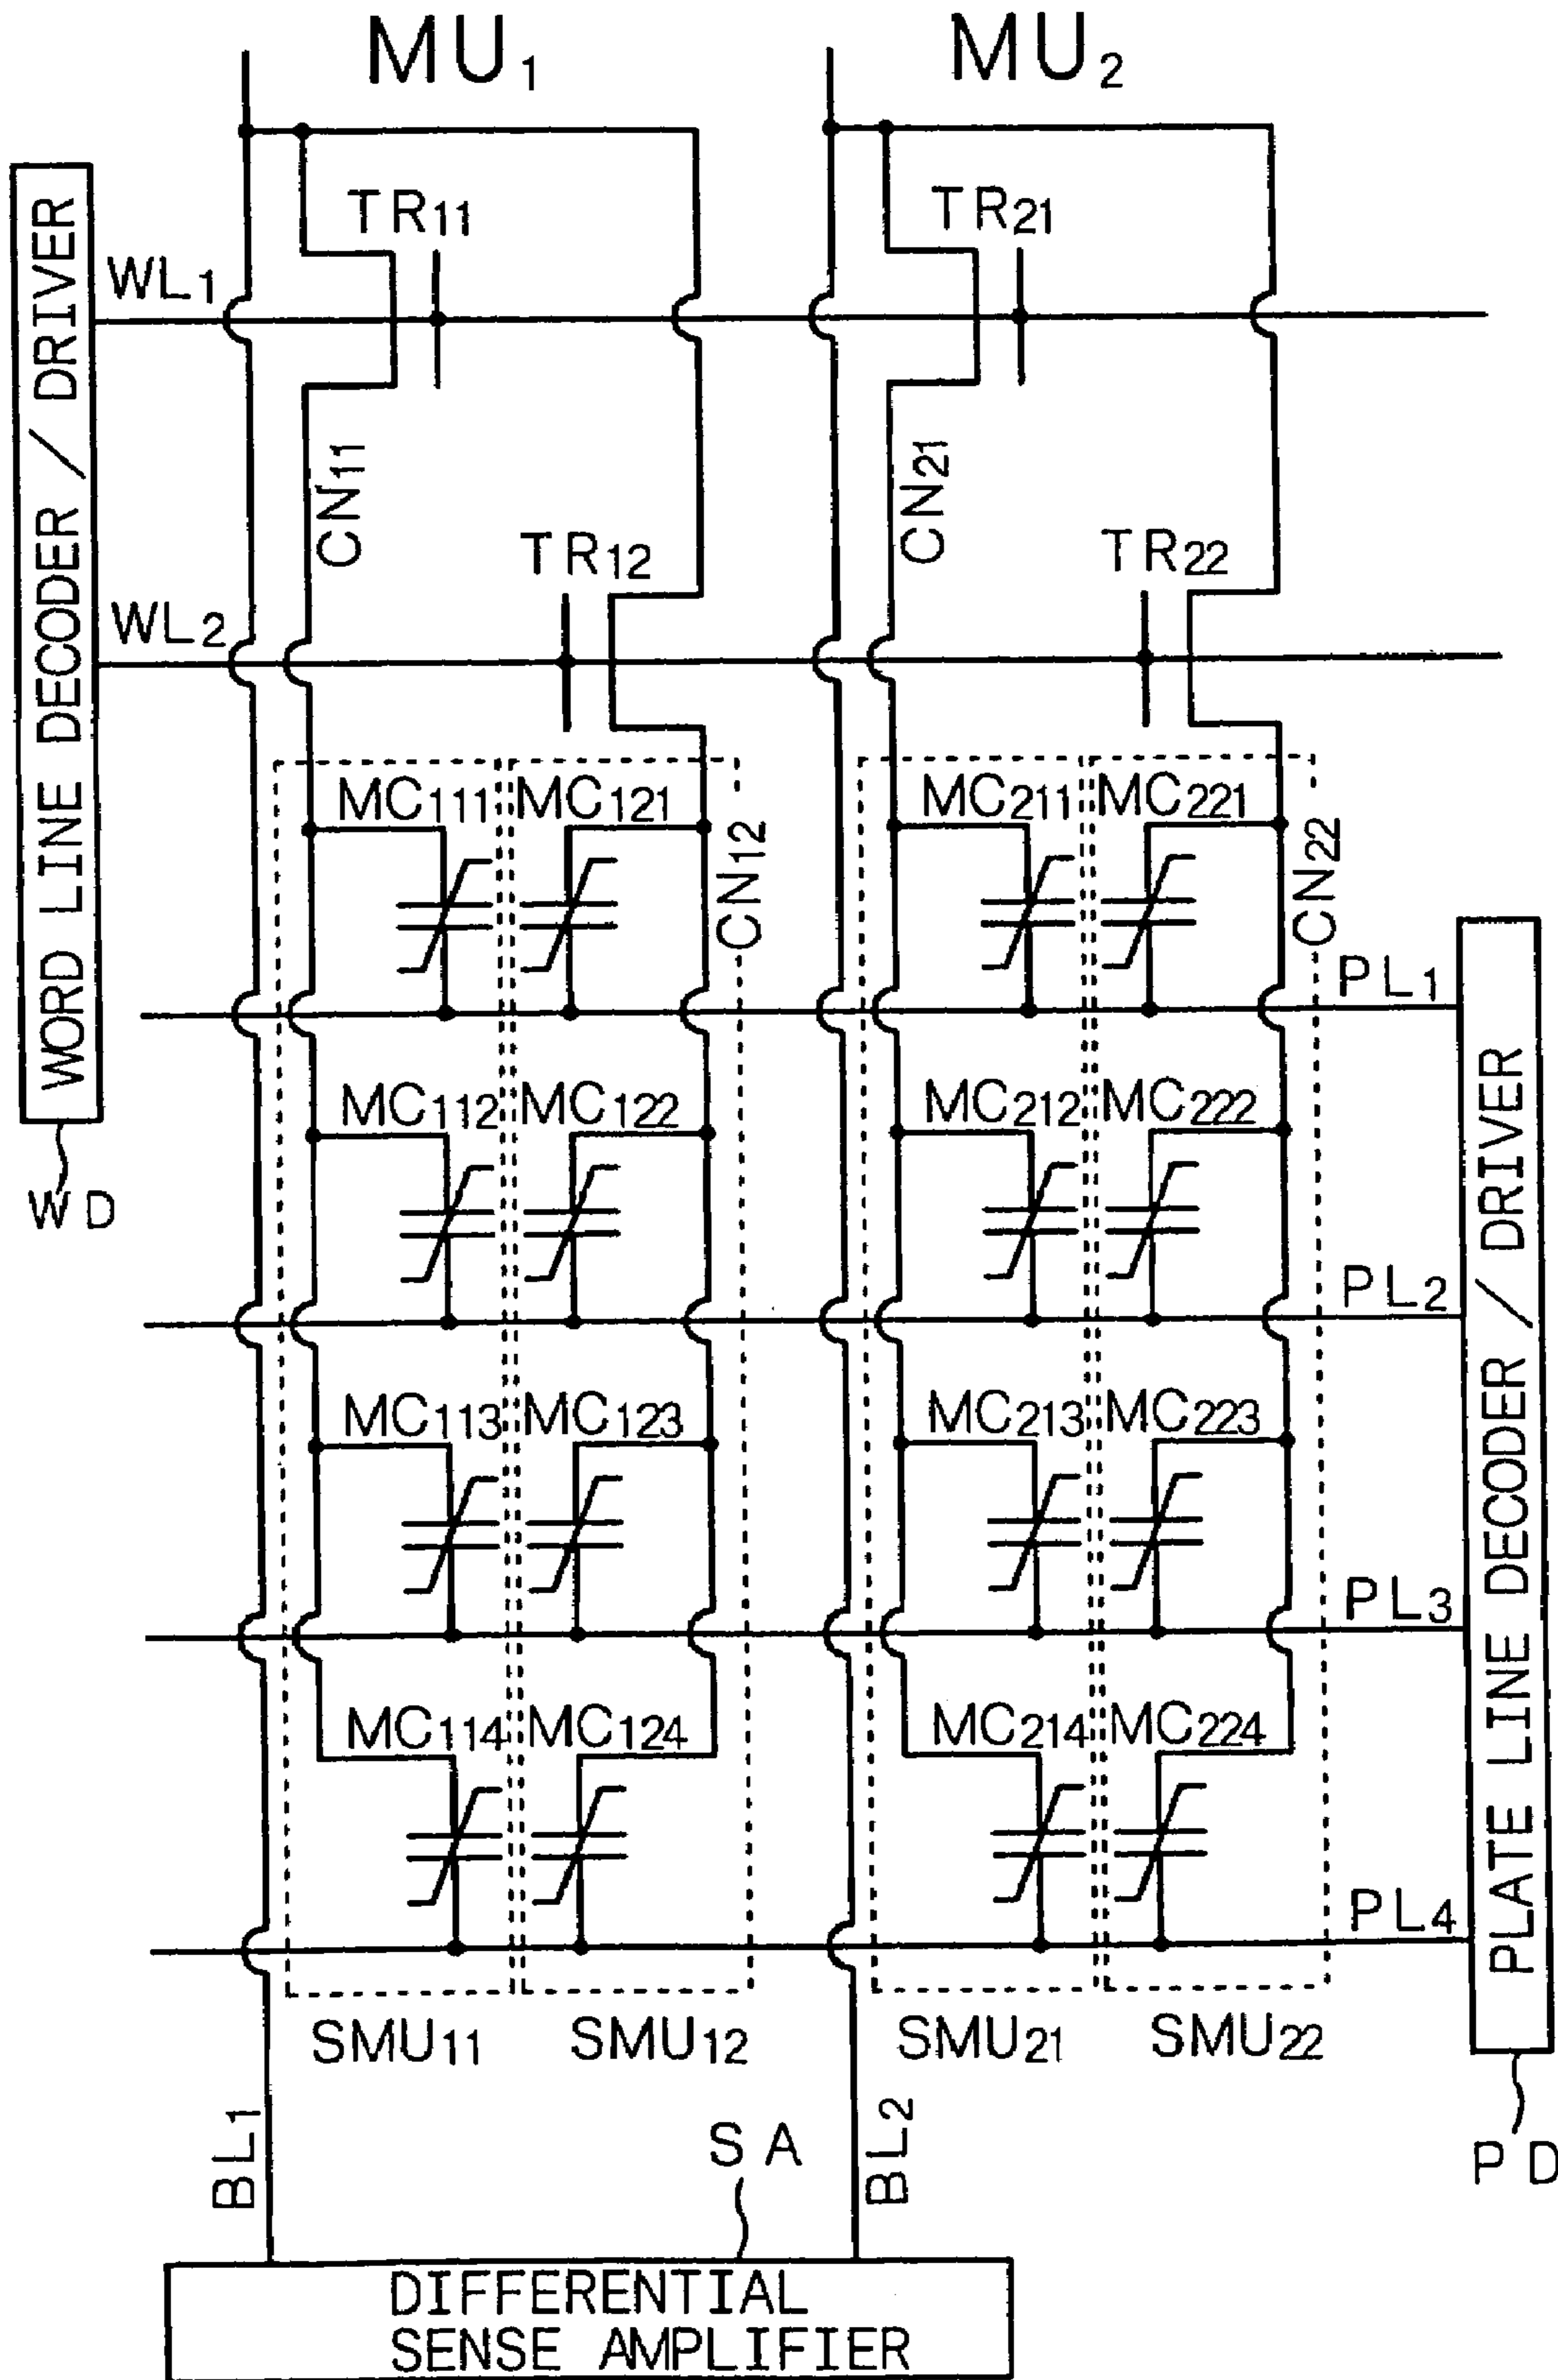 MU1 MU2
TR11 TR21
WL1
CN11 CN21
TR12 TR22
WL2
WORD LINE DECODER / DRIVER
WD
MC111 MC121 MC211 MC221
CN12 CN22
PL1
MC112 MC122 MC212 MC222
PL2
MC113 MC123 MC213 MC223
PL3
MC114 MC124 MC214 MC224
PL4
PLATE LINE DECODER / DRIVER
PD
SMU11 SMU12 SMU21 SMU22
BL1 SA BL2
DIFFERENTIAL
SENSE AMPLIFIER